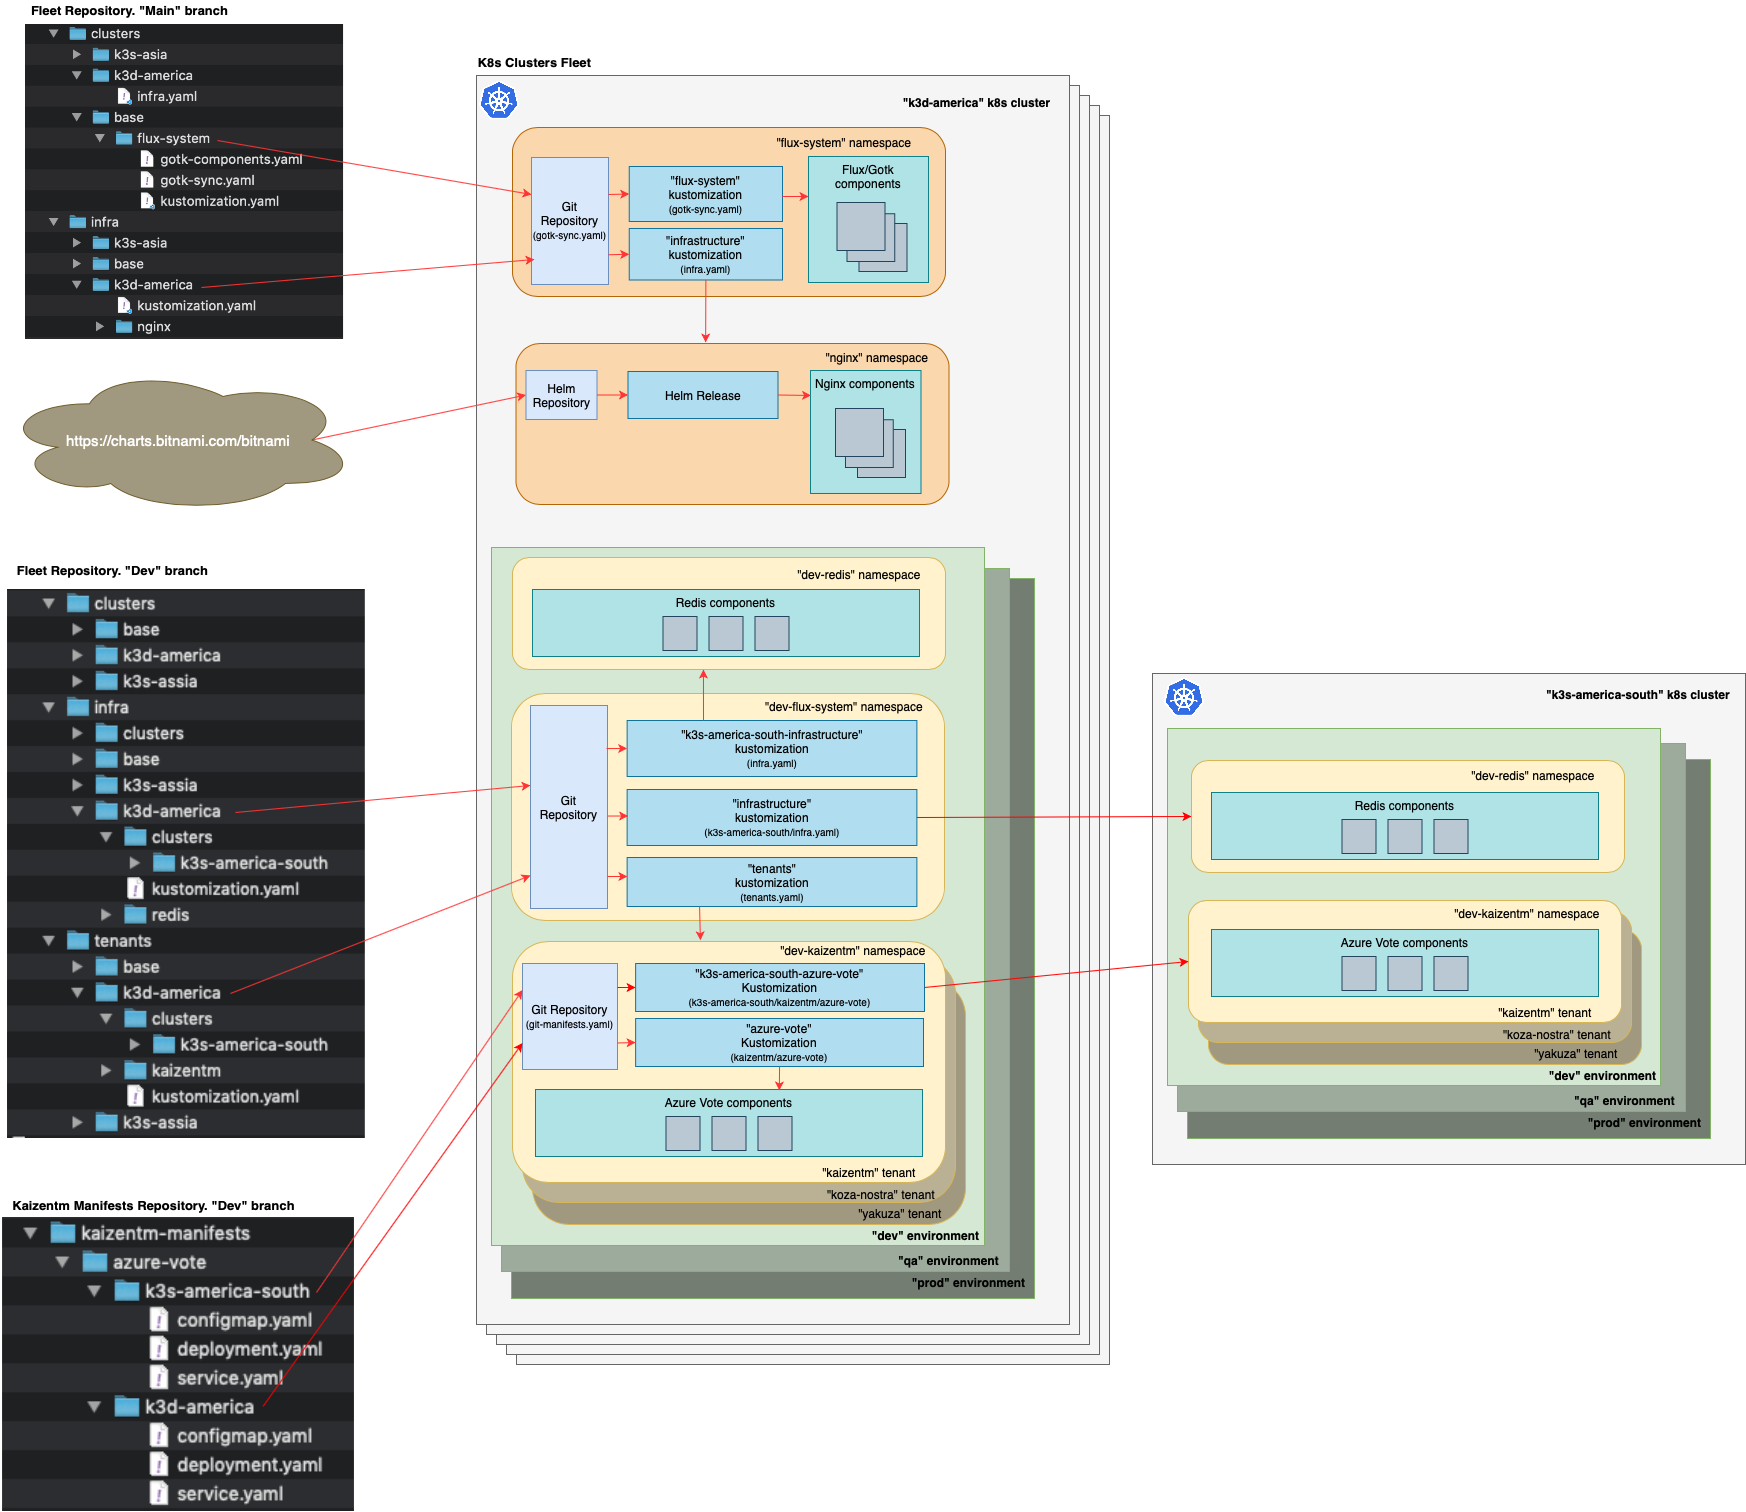 Fleet Repository. "Main" branch
clusters
k3s-asia
k3d-america
infra.yaml
base
flux-system
gotk-components.yaml
gotk-sync.yaml
kustomization.yaml
infra
k3s-asia
base
k3d-america
kustomization.yaml
nginx
https://charts.bitnami.com/bitnami
Fleet Repository. "Dev" branch
clusters
base
k3d-america
k3s-assia
infra
clusters
base
k3s-assia
k3d-america
clusters
k3s-america-south
kustomization.yaml
redis
tenants
base
k3d-america
clusters
k3s-america-south
kaizentm
kustomization.yaml
k3s-assia
Kaizentm Manifests Repository. "Dev" branch
kaizentm-manifests
azure-vote
k3s-america-south
configmap.yaml
deployment.yaml
service.yaml
k3d-america
configmap.yaml
deployment.yaml
service.yaml
K8s Clusters Fleet
"k3d-america" k8s cluster
"flux-system" namespace
Git
Repository
(gotk-sync.yaml)
"flux-system"
kustomization
(gotk-sync.yaml)
"infrastructure"
kustomization
(infra.yaml)
Flux/Gotk
components
"nginx" namespace
Helm
Repository
Helm Release
Nginx components
"dev-redis" namespace
Redis components
"dev-flux-system" namespace
Git
Repository
"k3s-america-south-infrastructure"
kustomization
(infra.yaml)
"infrastructure"
kustomization
(k3s-america-south/infra.yaml)
"tenants"
kustomization
(tenants.yaml)
"dev-kaizentm" namespace
Git Repository
(git-manifests.yaml)
"k3s-america-south-azure-vote"
Kustomization
(k3s-america-south/kaizentm/azure-vote)
"azure-vote"
Kustomization
(kaizentm/azure-vote)
Azure Vote components
"kaizentm" tenant
"koza-nostra" tenant
"yakuza" tenant
"dev" environment
"qa" environment
"prod" environment
"k3s-america-south" k8s cluster
"dev-redis" namespace
Redis components
"dev-kaizentm" namespace
Azure Vote components
"kaizentm" tenant
"koza-nostra" tenant
"yakuza" tenant
"dev" environment
"qa" environment
"prod" environment